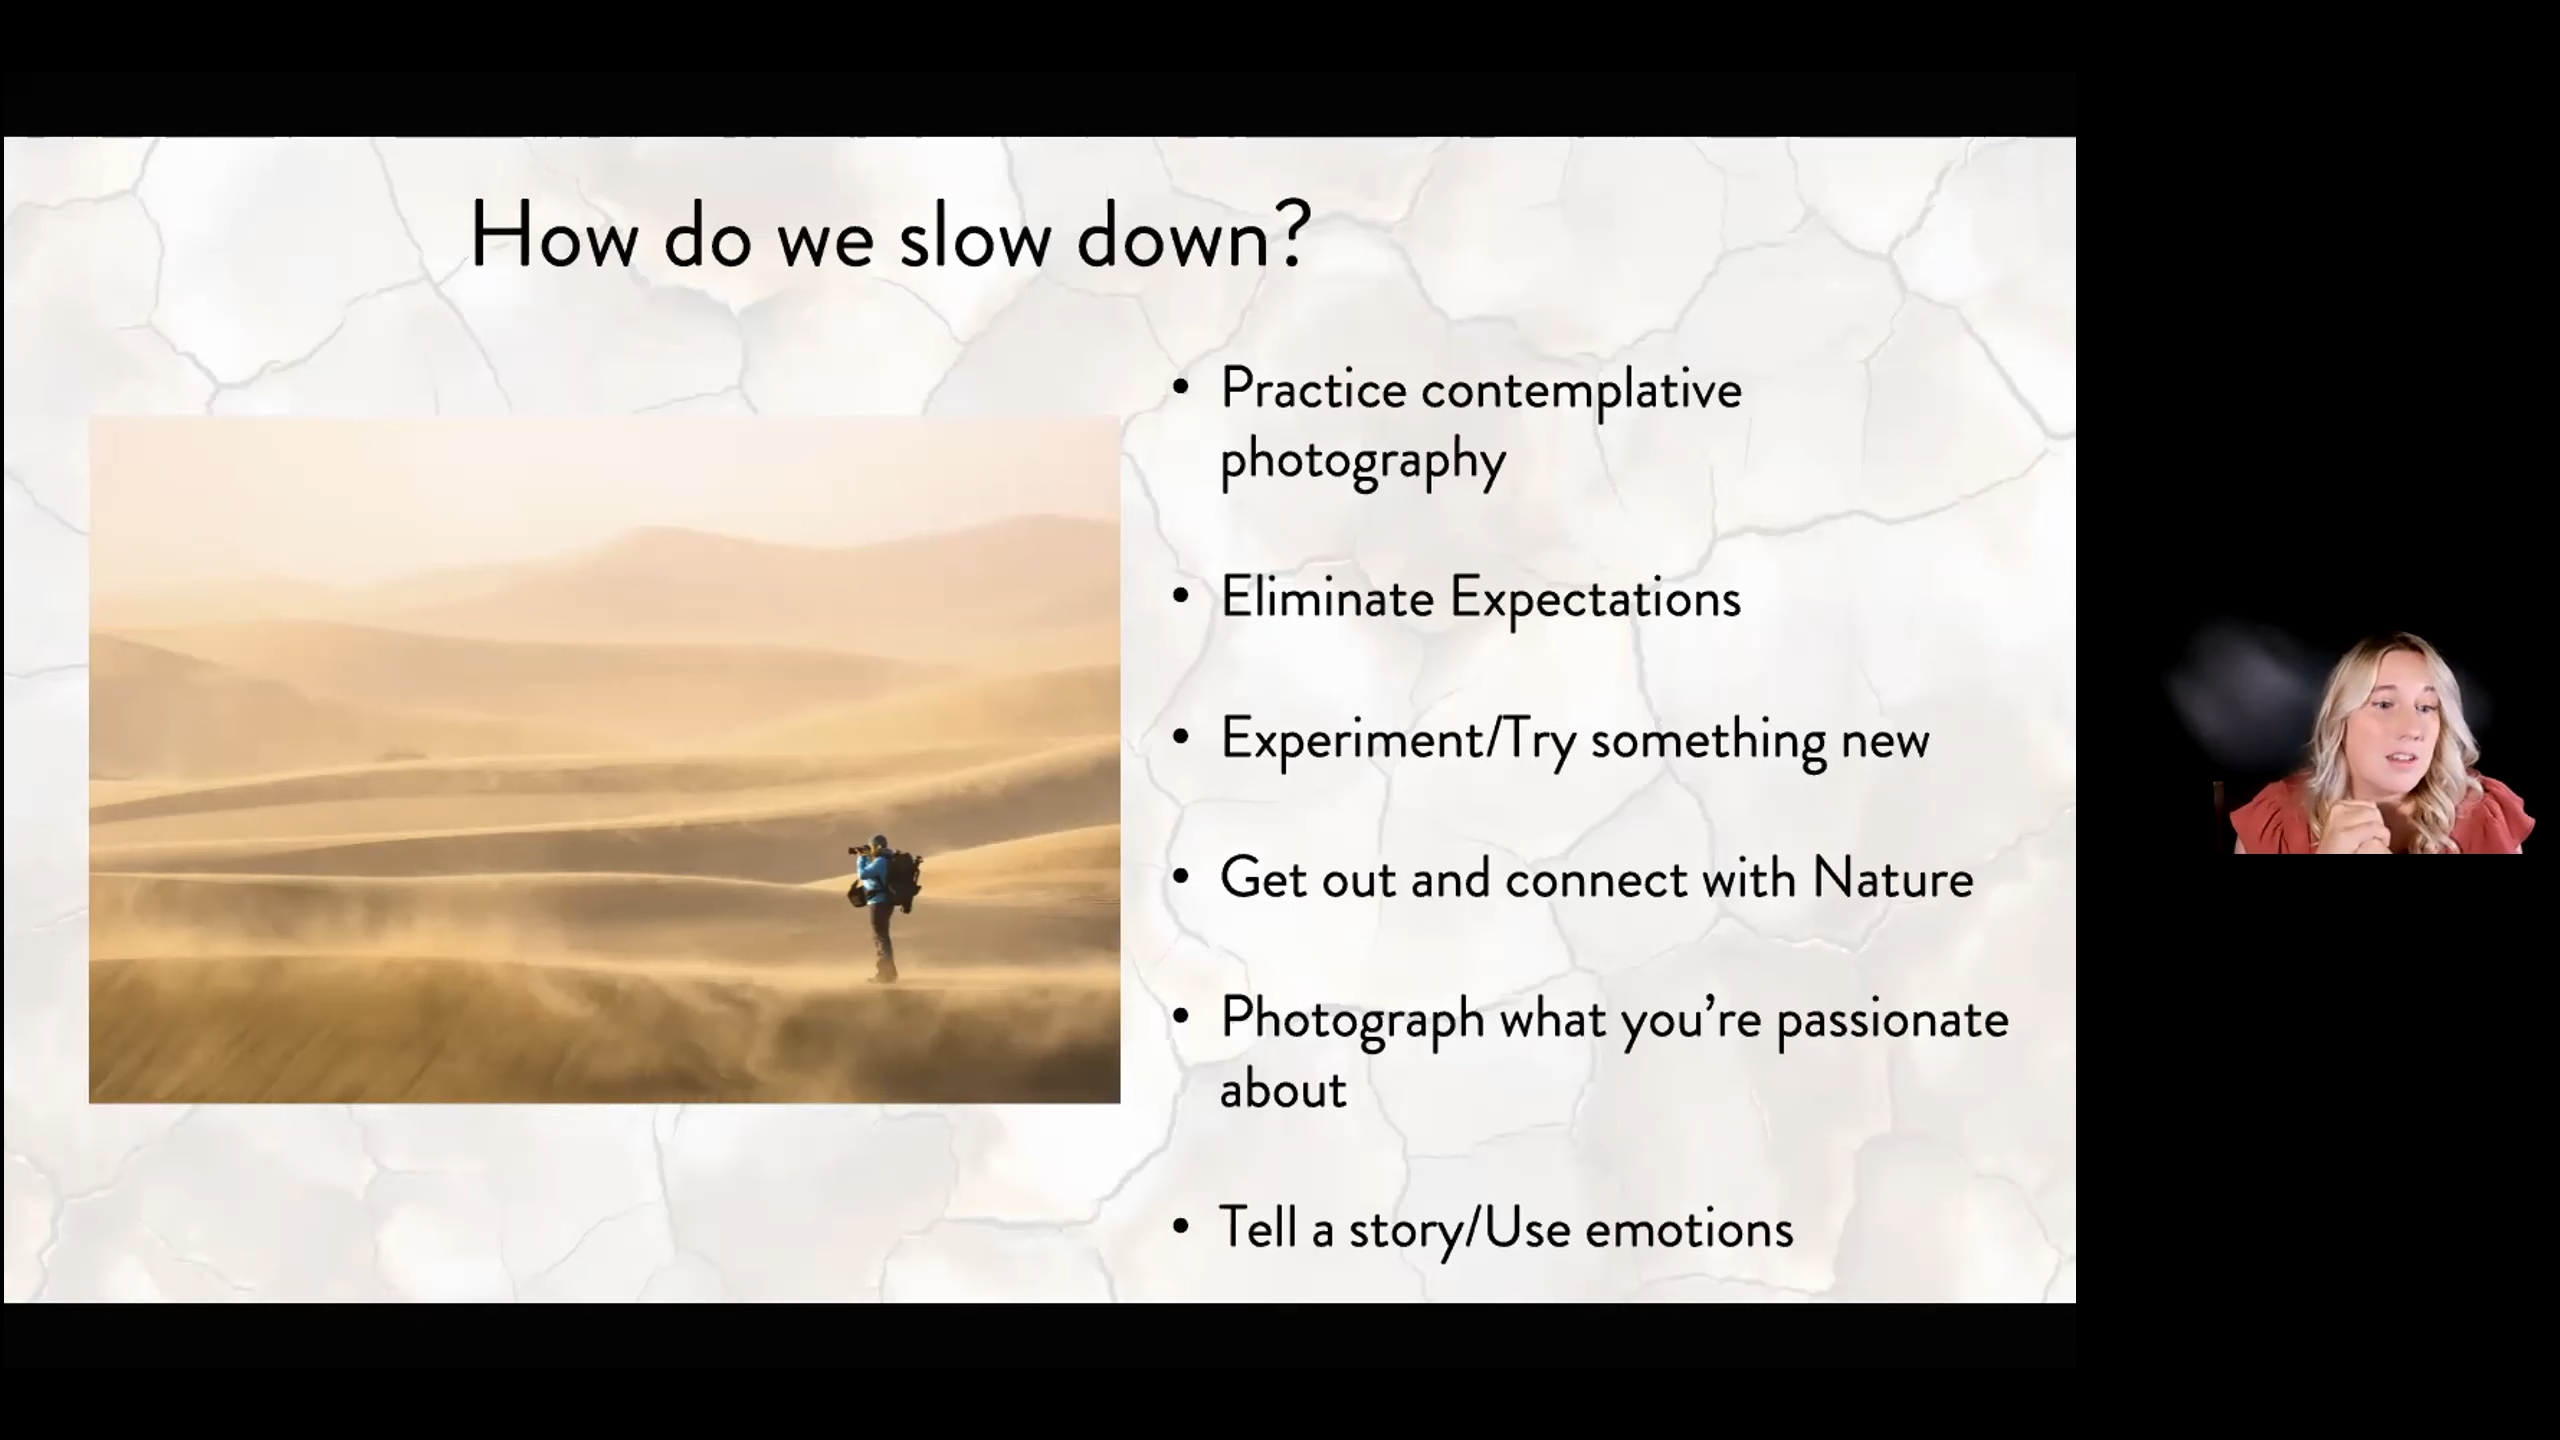 How do we slow down?
• Practice contemplative
photography
• Eliminate Expectations
• Experiment/Try something new
• Get out and connect with Nature
• Photograph what you’re passionate
about
• Tell a story/Use emotions